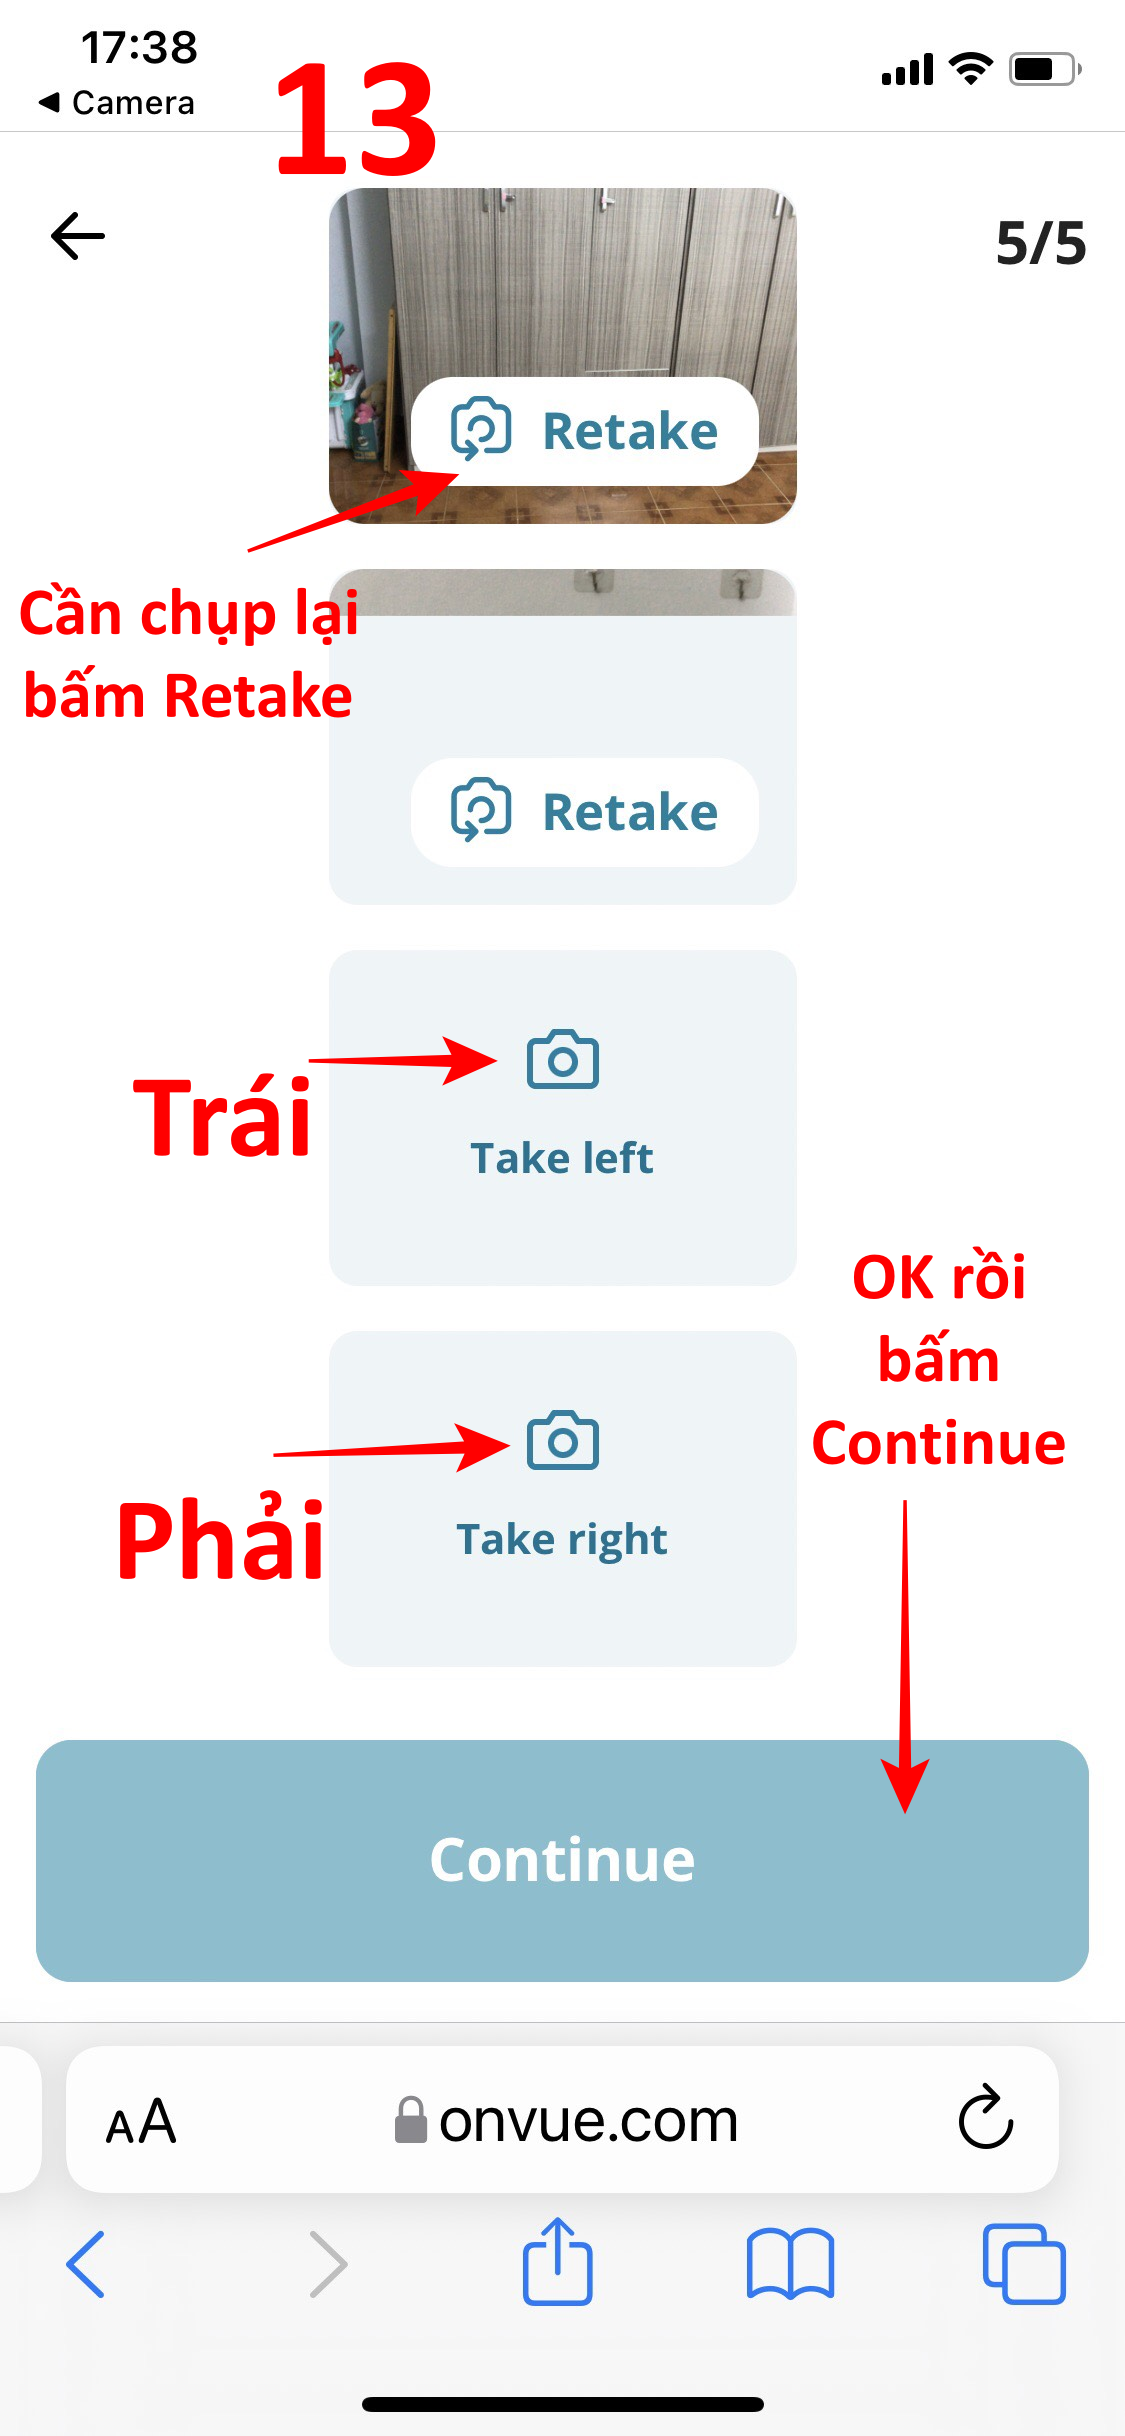 17:38
◀ Camera
13
5/5
Retake
Cần chụp lại
bấm Retake
Retake
Trái
Take left
OK rồi
bấm
Continue
Phải
Take right
Continue
AA
onvue.com